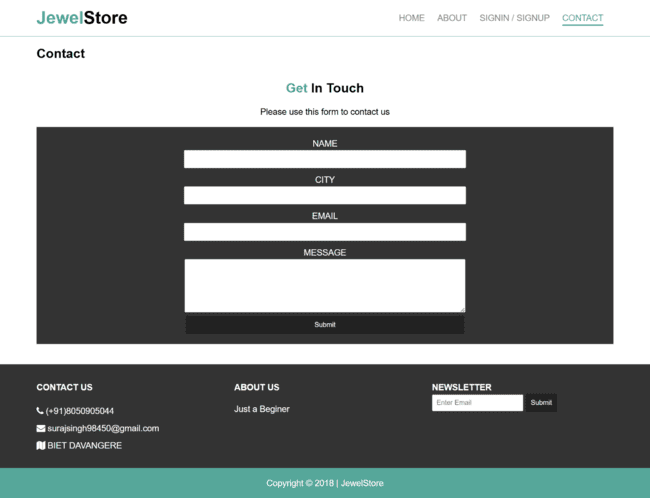 JewelStore
HOME ABOUT SIGNIN / SIGNUP CONTACT
Contact
Get In Touch
Please use this form to contact us
NAME
CITY
EMAIL
MESSAGE
Submit
CONTACT US
(+91)8050905044
surajsingh98450@gmail.com
BIET DAVANGERE
ABOUT US
Just a Beginer
NEWSLETTER
Enter Email Submit
Copyright © 2018 | JewelStore